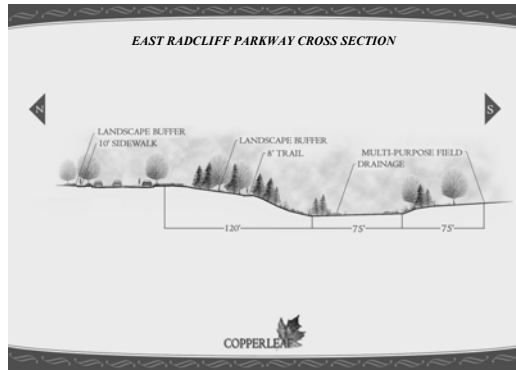 EAST RADCLIFF PARKWAY CROSS SECTION
N
S
LANDSCAPE BUFFER
10' SIDEWALK
LANDSCAPE BUFFER
8' TRAIL
MULTI-PURPOSE FIELD
DRAINAGE
120'
75'
75'
COPPERLEAF